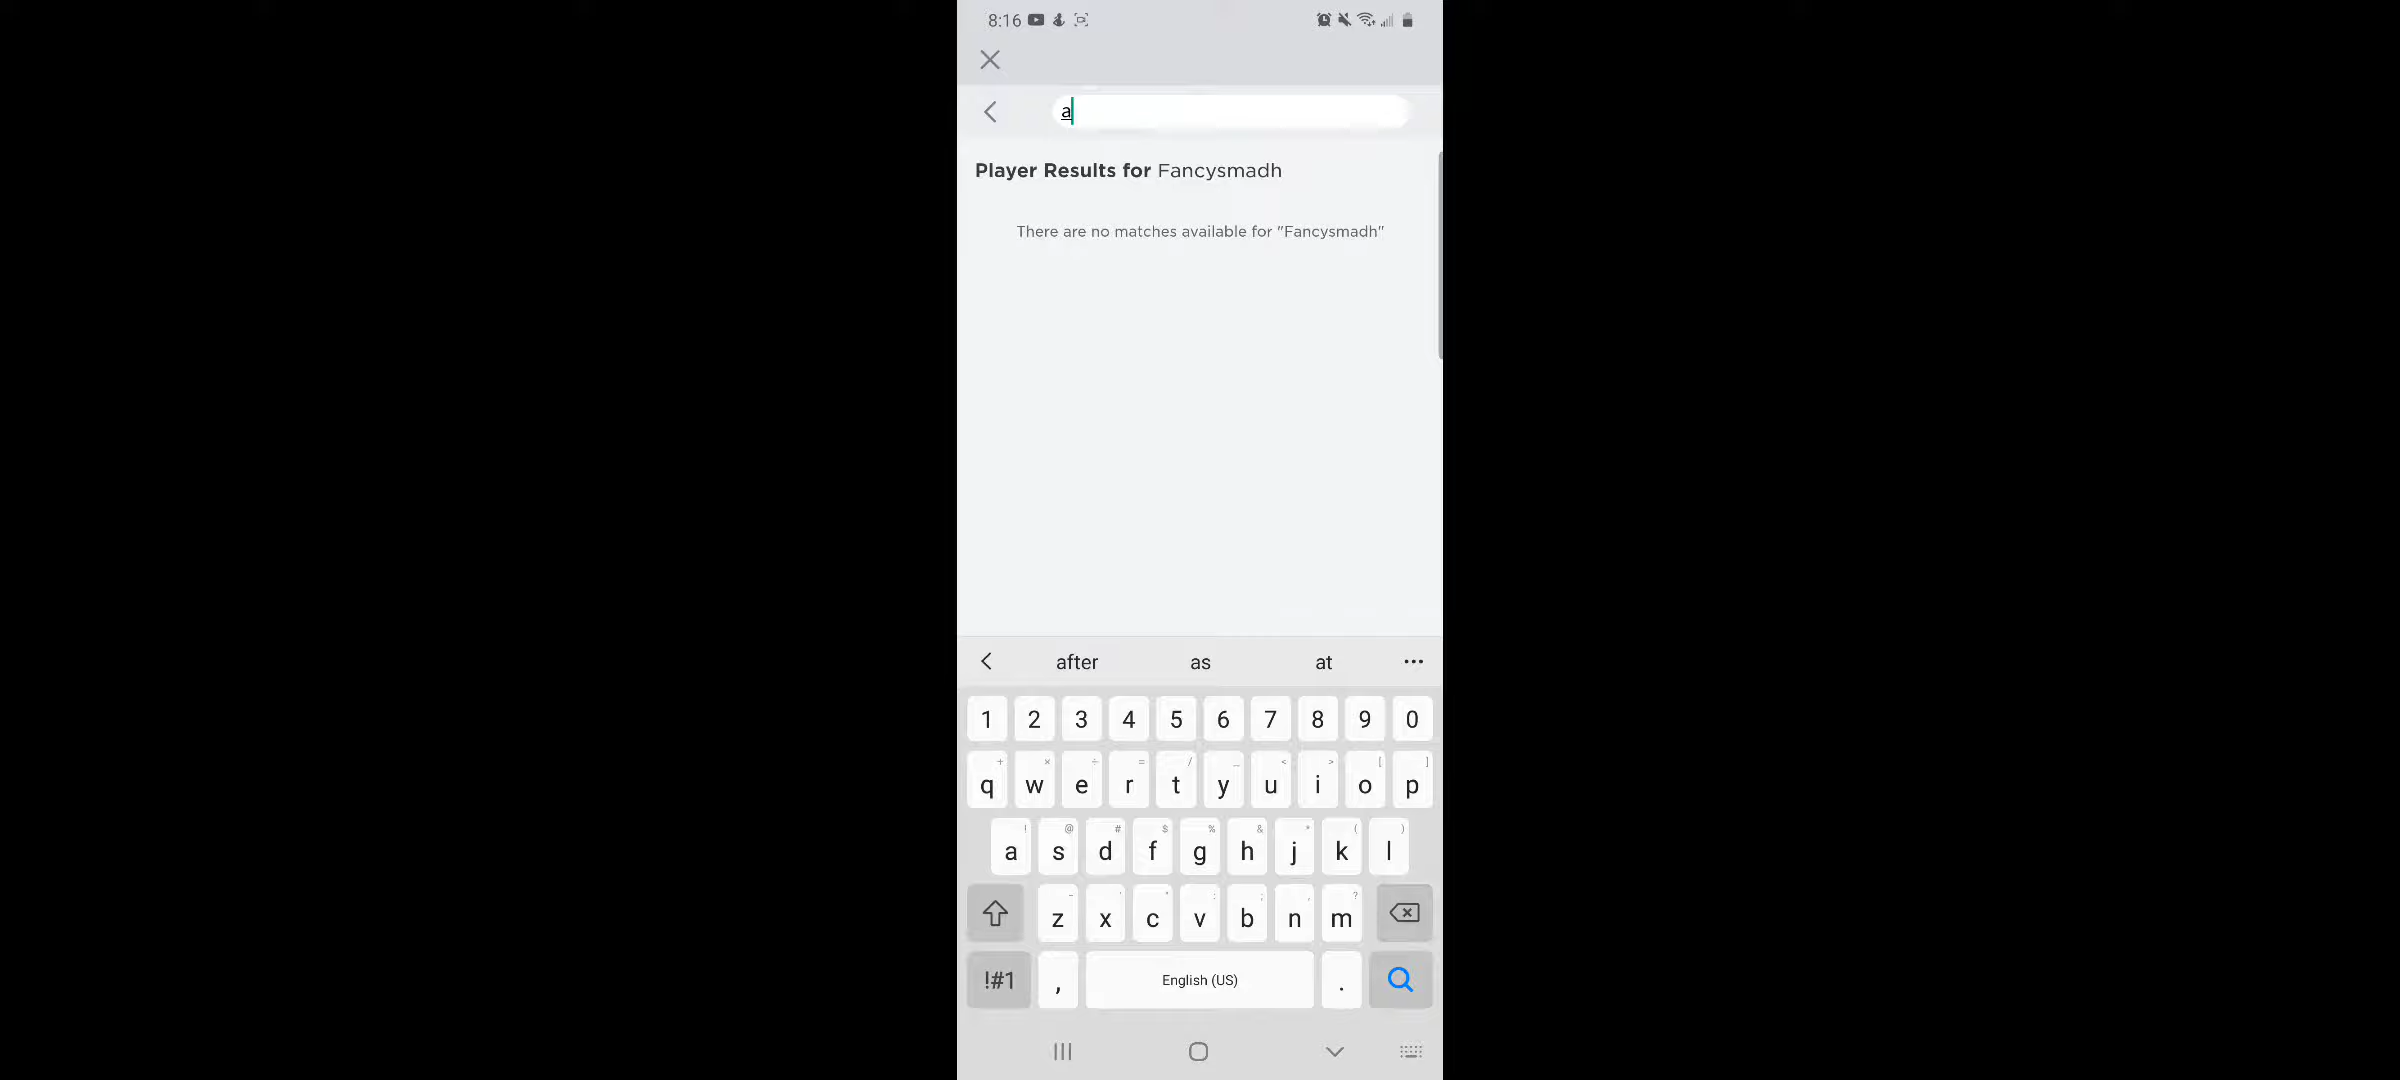 8:16
a
Player Results for Fancysmadh
There are no matches available for "Fancysmadh"
after as at
1 2 3 4 5 6 7 8 9 0
+ × ÷ = / _ < > [ ]
q w e r t y u i o p
! @ # $ % & * ( )
a s d f g h j k l
- ' " : ; , ?
z x c v b n m
!#1 , English (US) .